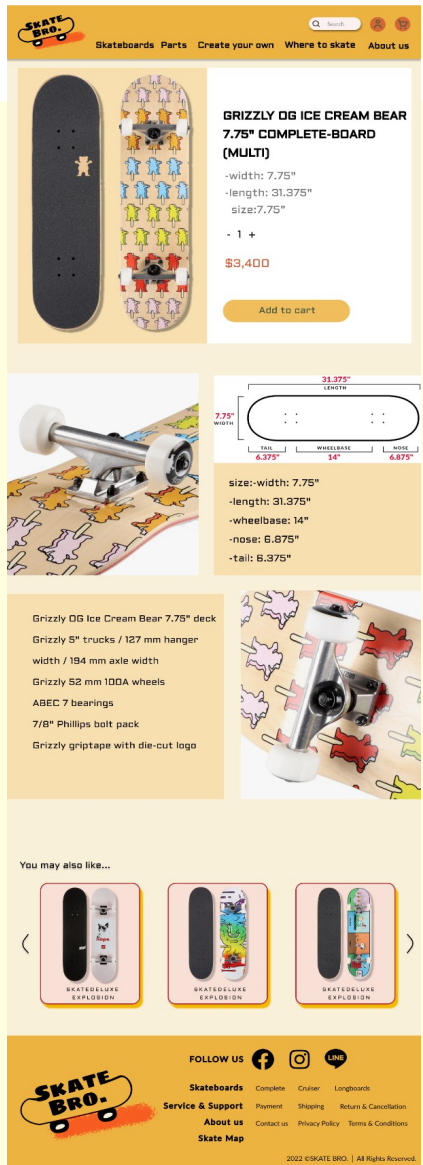 SKATE
BRO.
Search
Skateboards Parts Create your own Where to skate About us
GRIZZLY OG ICE CREAM BEAR
7.75" COMPLETE-BOARD
(MULTI)
-width: 7.75"
-length: 31.375"
size:7.75"
- 1 +
$3,400
Add to cart
31.375"
LENGTH
7.75"
WIDTH
TAIL WHEELBASE NOSE
6.375" 14" 6.875"
size:-width: 7.75"
-length: 31.375"
-wheelbase: 14"
-nose: 6.875"
-tail: 6.375"
Grizzly OG Ice Cream Bear 7.75" deck
Grizzly 5" trucks / 127 mm hanger
width / 194 mm axle width
Grizzly 52 mm 100A wheels
ABEC 7 bearings
7/8" Phillips bolt pack
Grizzly griptape with die-cut logo
You may also like...
SKATEDELUXE
EXPLOSION
SKATEDELUXE
EXPLOSION
SKATEDELUXE
EXPLOSION
SKATE
BRO.
FOLLOW US
LINE
Skateboards Complete Cruiser Longboards
Service & Support Payment Shipping Return & Cancellation
About us Contact us Privacy Policy Terms & Conditions
Skate Map
2022 ©SKATE BRO. | All Rights Reserved.